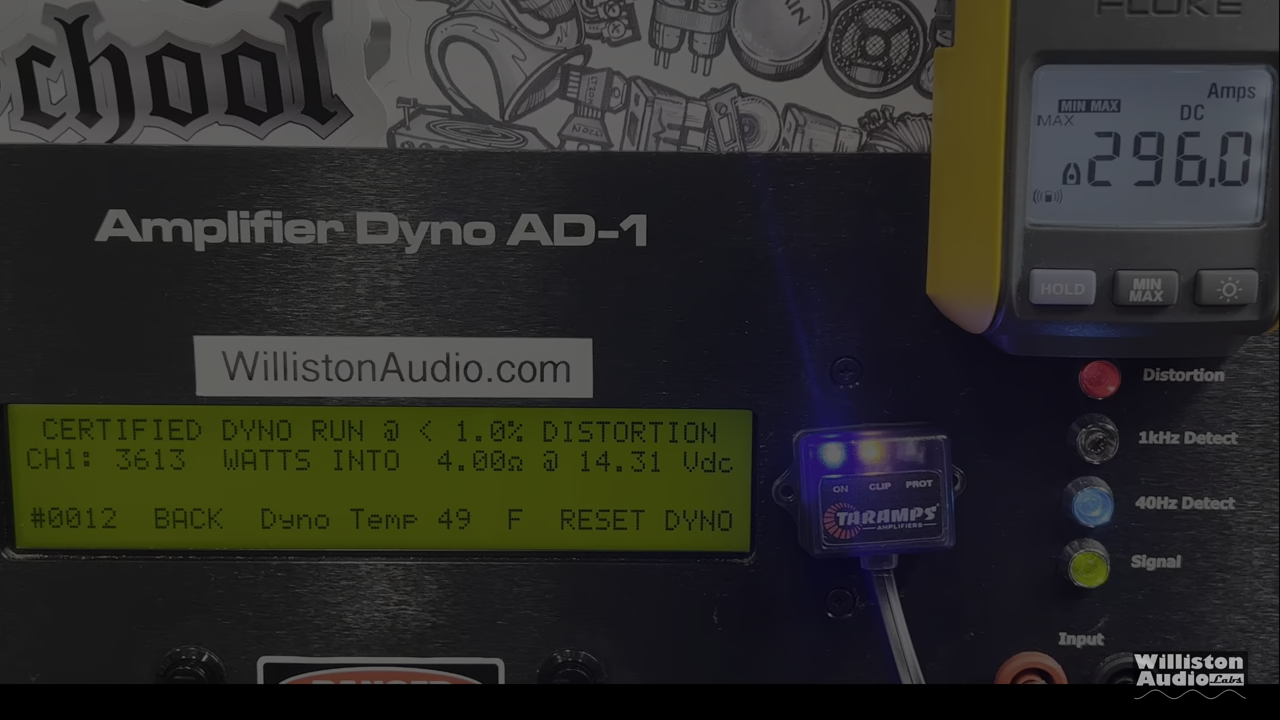 chool
FLUKE
Amps
MIN MAX
DC
MAX
296.0
HOLD
MIN
MAX
Amplifier Dyno AD-1
WillistonAudio.com
CERTIFIED DYNO RUN @ < 1.0% DISTORTION
CH1: 3613 WATTS INTO 4.00Ω @ 14.31 Vdc
#0012 BACK Dyno Temp 49 F RESET DYNO
ON CLIP PROT
TARAMPS
AMPLIFIERS
Distortion
1kHz Detect
40Hz Detect
Signal
Input
DANGER
Williston
Audio Labs